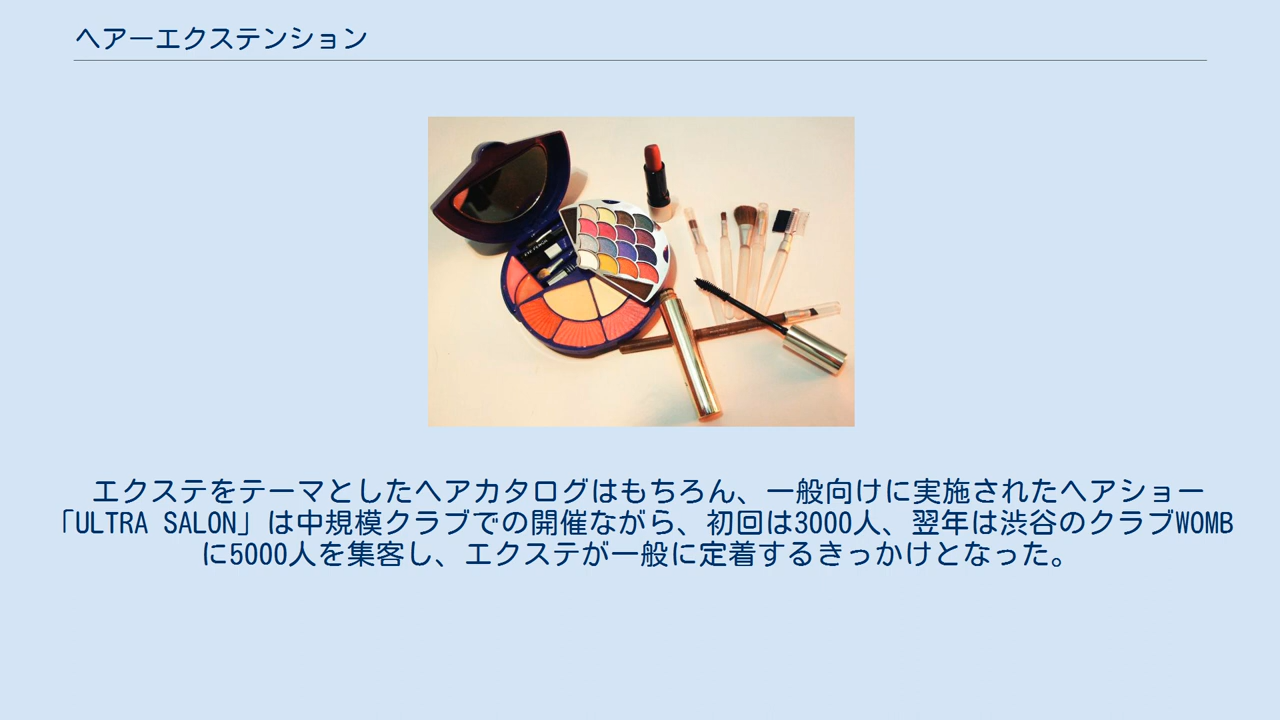 ヘアーエクステンション
EYE PENCIL
エクステをテーマとしたヘアカタログはもちろん、一般向けに実施されたヘアショー
「ULTRA SALON」は中規模クラブでの開催ながら、初回は3000人、翌年は渋谷のクラブWOMB
に5000人を集客し、エクステが一般に定着するきっかけとなった。